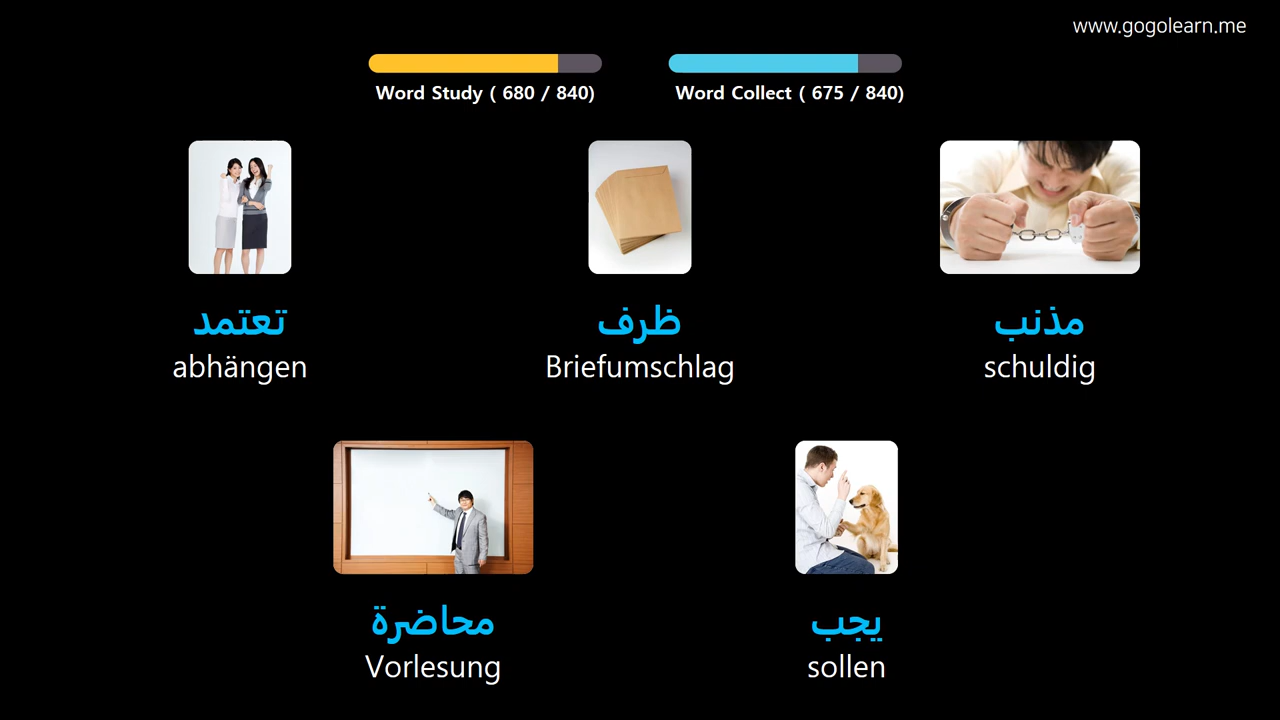 www.gogolearn.me
Word Study ( 680 / 840)
Word Collect ( 675 / 840)
تعتمد
abhängen
ظرف
Briefumschlag
مذنب
schuldig
محاضرة
Vorlesung
يجب
sollen